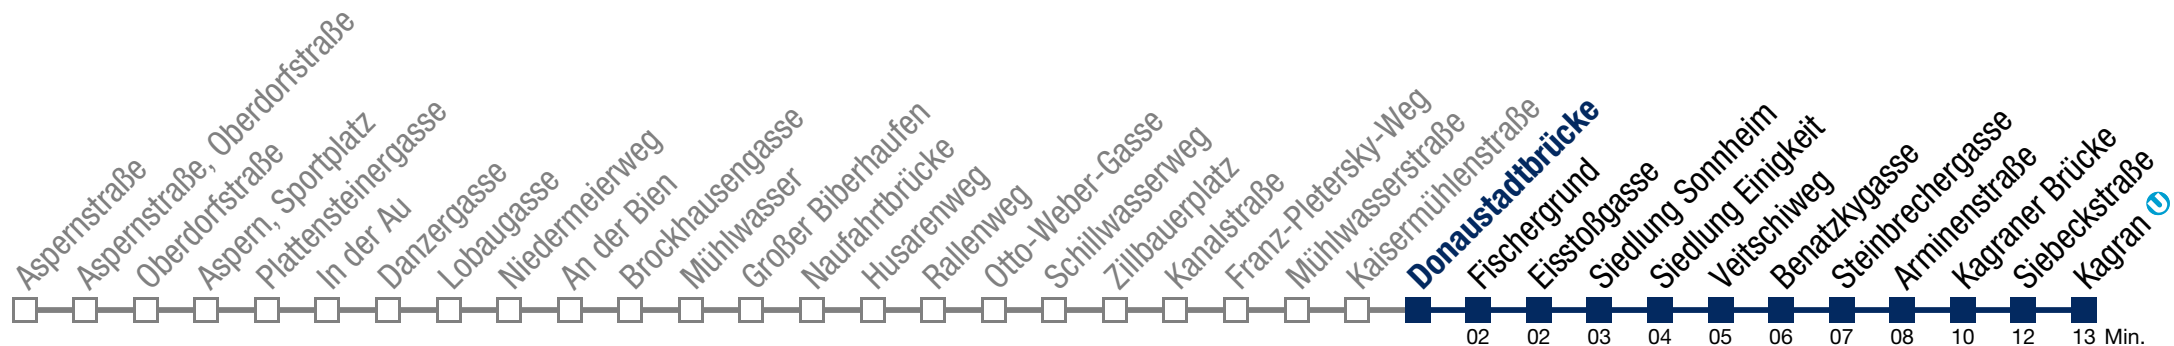 Aspernstraße
Aspernstraße, Oberdorfstraße
Oberdorfstraße
Aspern, Sportplatz
Plattensteinergasse
In der Au
Danzergasse
Lobaugasse
Niedermeierweg
An der Bien
Brockhausengasse
Mühlwasser
Großer Biberhaufen
Naufahrtbrücke
Husarenweg
Rallenweg
Otto-Weber-Gasse
Schillwasserweg
Zillbauerplatz
Kanalstraße
Franz-Pletersky-Weg
Mühlwasserstraße
Kaisermühlenstraße
Donaustadtbrücke
Fischergrund
Eisstoßgasse
Siedlung Sonnheim
Siedlung Einigkeit
Veitschiweg
Benatzkygasse
Steinbrechergasse
Arminenstraße
Kagraner Brücke
Siebeckstraße
Kagran U
02 02 03 04 05 06 07 08 10 12 13 Min.